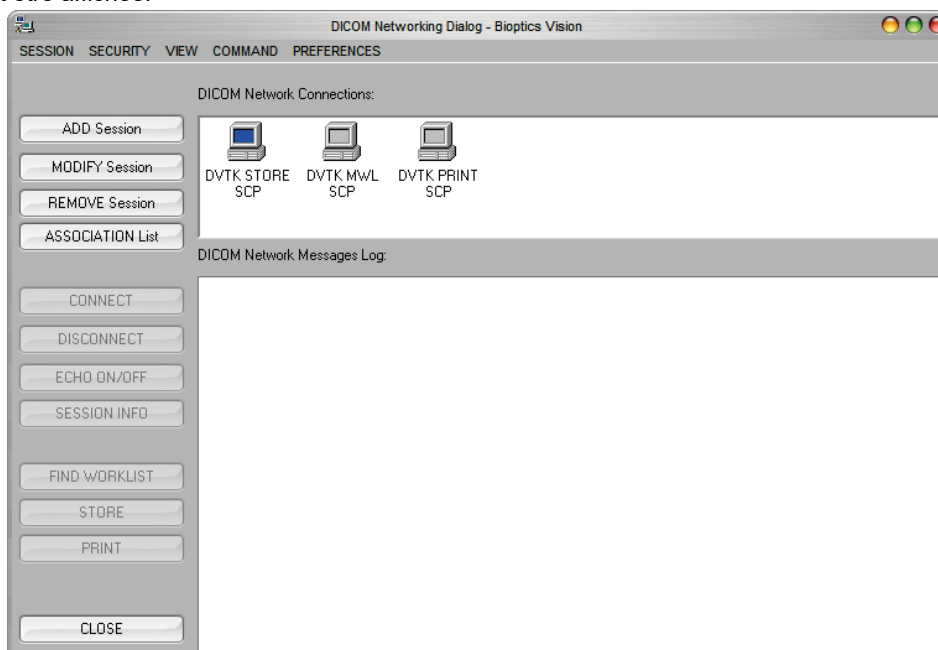 DICOM Networking Dialog - Bioptics Vision
SESSION SECURITY VIEW COMMAND PREFERENCES
DICOM Network Connections:
ADD Session
MODIFY Session
REMOVE Session
ASSOCIATION List
DVTK STORE SCP
DVTK MWL SCP
DVTK PRINT SCP
DICOM Network Messages Log:
CONNECT
DISCONNECT
ECHO ON/OFF
SESSION INFO
FIND WORKLIST
STORE
PRINT
CLOSE